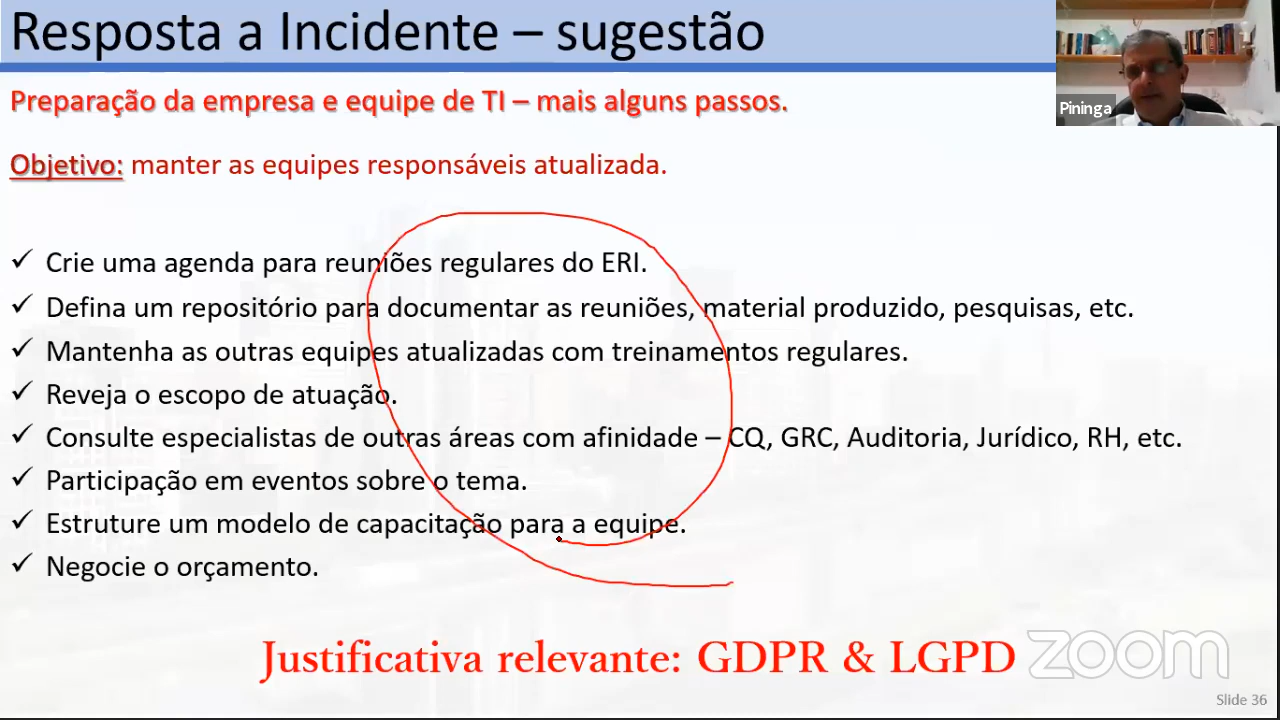 Resposta a Incidente – sugestão
Pininga
Preparação da empresa e equipe de TI – mais alguns passos.
Objetivo: manter as equipes responsáveis atualizada.
✓ Crie uma agenda para reuniões regulares do ERI.
✓ Defina um repositório para documentar as reuniões, material produzido, pesquisas, etc.
✓ Mantenha as outras equipes atualizadas com treinamentos regulares.
✓ Reveja o escopo de atuação.
✓ Consulte especialistas de outras áreas com afinidade – CQ, GRC, Auditoria, Jurídico, RH, etc.
✓ Participação em eventos sobre o tema.
✓ Estruture um modelo de capacitação para a equipe.
✓ Negocie o orçamento.
Justificativa relevante: GDPR & LGPD
zoom
Slide 36